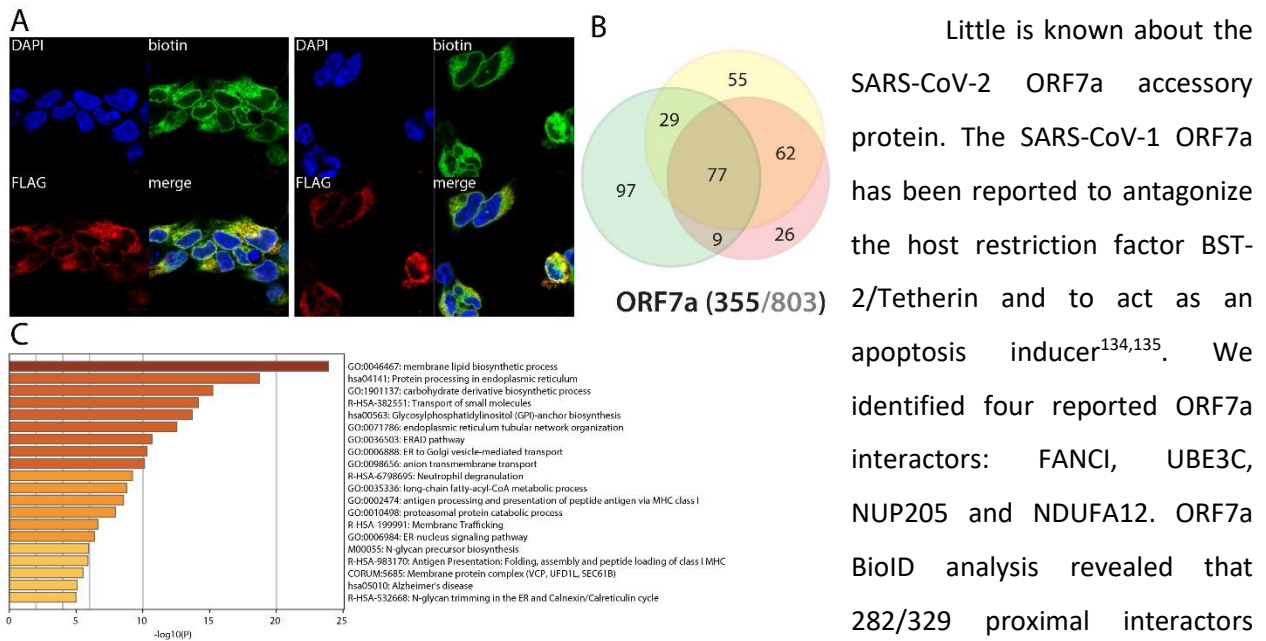 A
DAPI
biotin
FLAG
merge
DAPI
biotin
FLAG
merge
B
55
29
62
77
97
9
26
ORF7a (355/803)
C
GO:0046467: membrane lipid biosynthetic process
hsa04141: Protein processing in endoplasmic reticulum
GO:1901137: carbohydrate derivative biosynthetic process
R-HSA-382551: Transport of small molecules
hsa00563: Glycosylphosphatidylinositol (GPI)-anchor biosynthesis
GO:0071786: endoplasmic reticulum tubular network organization
GO:0036503: ERAD pathway
GO:0006888: ER to Golgi vesicle-mediated transport
GO:0098656: anion transmembrane transport
R-HSA-6798695: Neutrophil degranulation
GO:0035336: long-chain fatty-acyl-CoA metabolic process
GO:0002474: antigen processing and presentation of peptide antigen via MHC class I
GO:0010498: proteasomal protein catabolic process
R-HSA-199991: Membrane Trafficking
GO:0006984: ER-nucleus signaling pathway
M00055: N-glycan precursor biosynthesis
R-HSA-983170: Antigen Presentation: Folding, assembly and peptide loading of class I MHC
CORUM:5685: Membrane protein complex (VCP, UFD1L, SEC61B)
hsa05010: Alzheimer's disease
R-HSA-532668: N-glycan trimming in the ER and Calnexin/Calreticulin cycle
0 5 10 15 20 25
-log10(P)
Little is known about the
SARS-CoV-2 ORF7a accessory
protein. The SARS-CoV-1 ORF7a
has been reported to antagonize
the host restriction factor BST-
2/Tetherin and to act as an
apoptosis inducer134,135. We
identified four reported ORF7a
interactors: FANCI, UBE3C,
NUP205 and NDUFA12. ORF7a
BioID analysis revealed that
282/329 proximal interactors